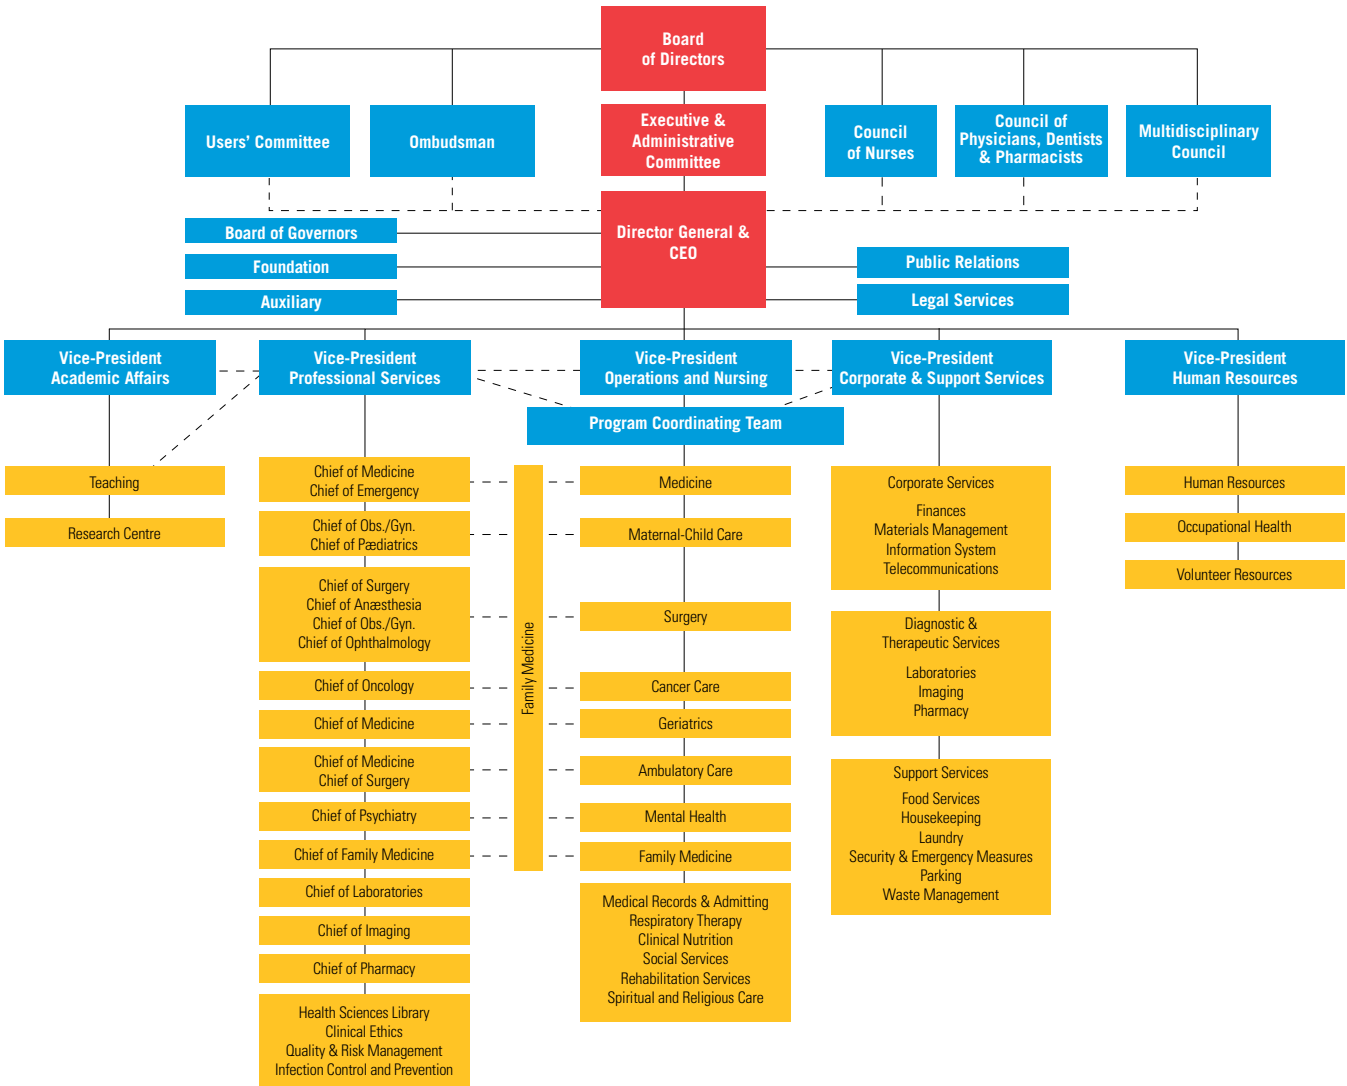 Board
of Directors
Users’ Committee
Ombudsman
Executive &
Administrative
Committee
Council
of Nurses
Council of
Physicians, Dentists
& Pharmacists
Multidisciplinary
Council
Board of Governors
Foundation
Auxiliary
Director General &
CEO
Public Relations
Legal Services
Vice-President
Academic Affairs
Vice-President
Professional Services
Vice-President
Operations and Nursing
Vice-President
Corporate & Support Services
Vice-President
Human Resources
Program Coordinating Team
Teaching
Research Centre
Chief of Medicine
Chief of Emergency
Chief of Obs./Gyn.
Chief of Pædiatrics
Chief of Surgery
Chief of Anæsthesia
Chief of Obs./Gyn.
Chief of Ophthalmology
Chief of Oncology
Chief of Medicine
Chief of Medicine
Chief of Surgery
Chief of Psychiatry
Chief of Family Medicine
Chief of Laboratories
Chief of Imaging
Chief of Pharmacy
Health Sciences Library
Clinical Ethics
Quality & Risk Management
Infection Control and Prevention
Family Medicine
Medicine
Maternal-Child Care
Surgery
Cancer Care
Geriatrics
Ambulatory Care
Mental Health
Family Medicine
Medical Records & Admitting
Respiratory Therapy
Clinical Nutrition
Social Services
Rehabilitation Services
Spiritual and Religious Care
Corporate Services
Finances
Materials Management
Information System
Telecommunications
Diagnostic &
Therapeutic Services
Laboratories
Imaging
Pharmacy
Support Services
Food Services
Housekeeping
Laundry
Security & Emergency Measures
Parking
Waste Management
Human Resources
Occupational Health
Volunteer Resources